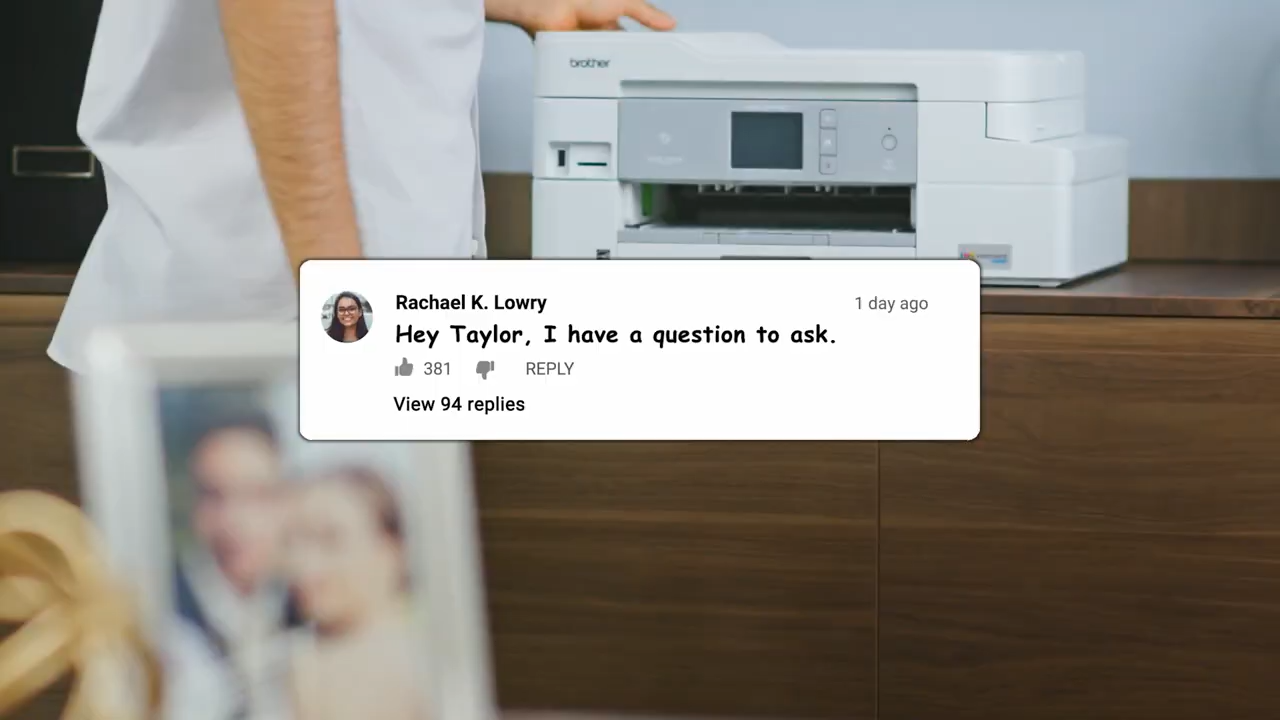 brother
Rachael K. Lowry
1 day ago
Hey Taylor, I have a question to ask.
381
REPLY
View 94 replies